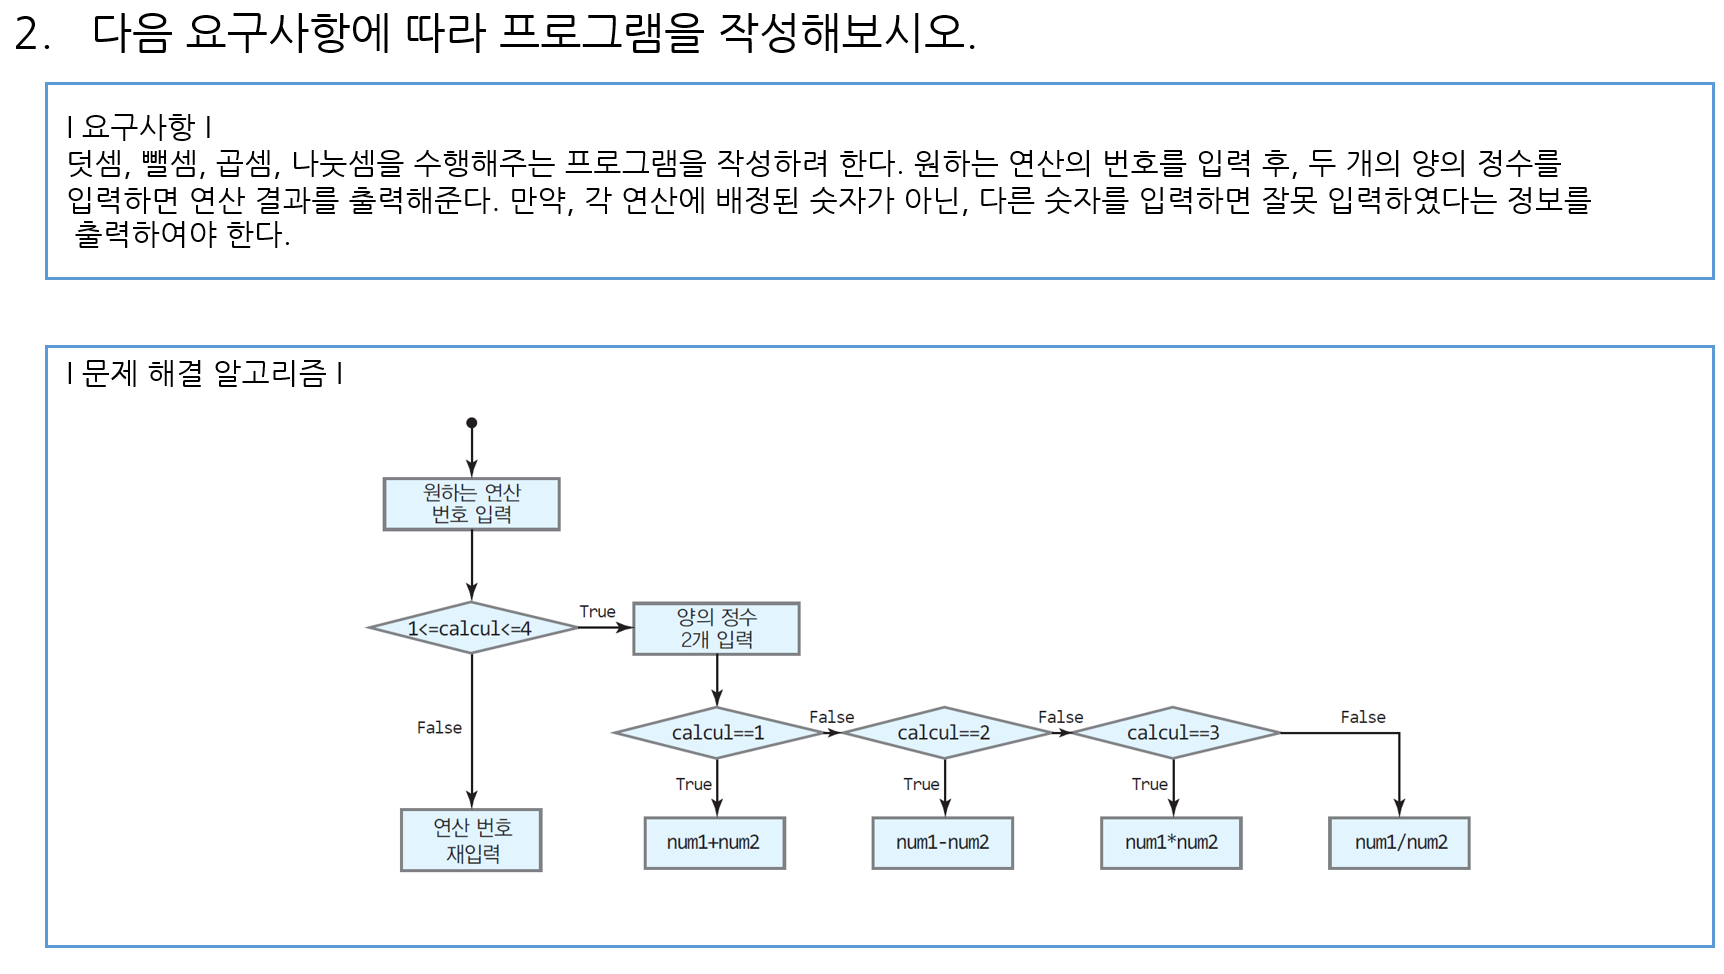 2. 다음 요구사항에 따라 프로그램을 작성해보시오.
l 요구사항 l
덧셈, 뺄셈, 곱셈, 나눗셈을 수행해주는 프로그램을 작성하려 한다. 원하는 연산의 번호를 입력 후, 두 개의 양의 정수를
입력하면 연산 결과를 출력해준다. 만약, 각 연산에 배정된 숫자가 아닌, 다른 숫자를 입력하면 잘못 입력하였다는 정보를
출력하여야 한다.
l 문제 해결 알고리즘 l
원하는 연산
번호 입력
1<=calcul<=4
True
양의 정수
2개 입력
False
calcul==1
False
calcul==2
False
calcul==3
False
True
True
True
연산 번호
재입력
num1+num2
num1-num2
num1*num2
num1/num2